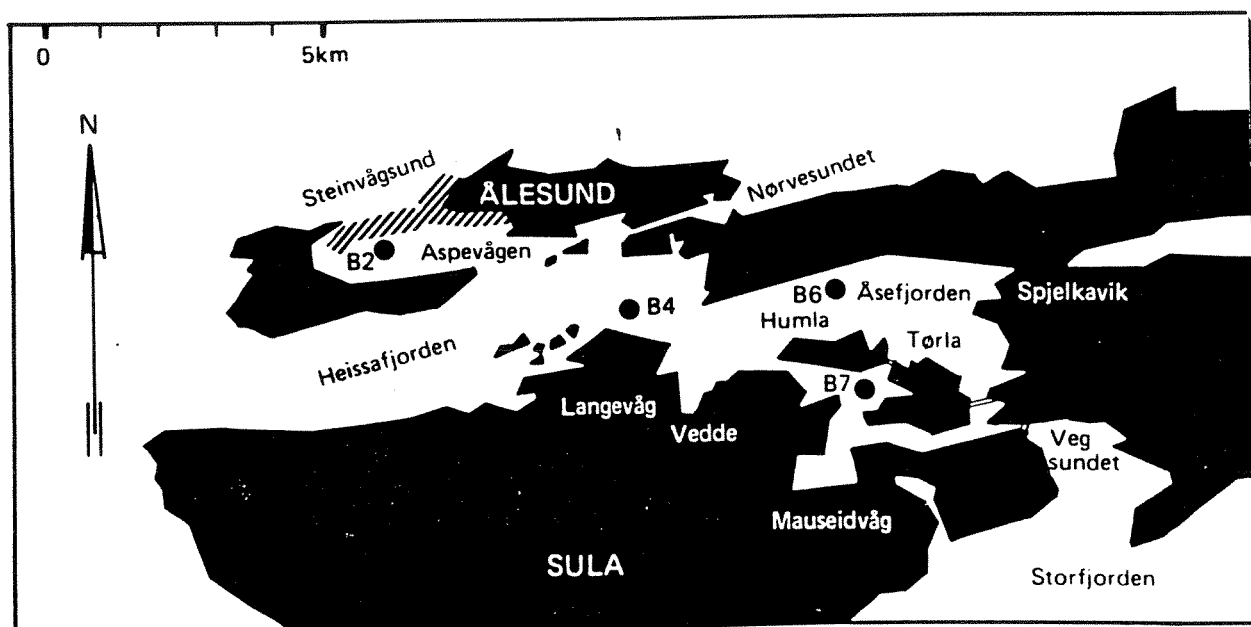 0
5km
N
Steinvågsund
ÅLESUND
Nørvesundet
B2
Aspevågen
B4
B6
Åsefjorden
Spjelkavik
Humla
Tørla
Heissafjorden
B7
Langevåg
Vedde
Veg
sundet
Mauseidvåg
SULA
Storfjorden